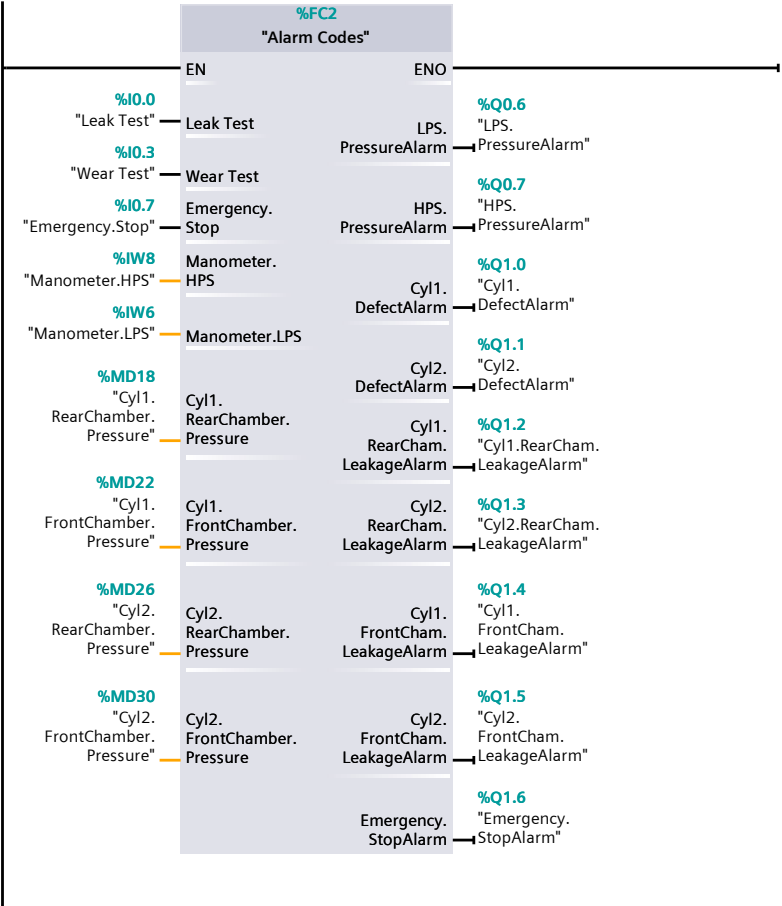 %FC2
"Alarm Codes"
EN
ENO
%I0.0
"Leak Test"
Leak Test
%I0.3
"Wear Test"
Wear Test
%I0.7
"Emergency.Stop"
Emergency.
Stop
%IW8
"Manometer.HPS"
Manometer.
HPS
%IW6
"Manometer.LPS"
Manometer.LPS
%MD18
"Cyl1.
RearChamber.
Pressure"
Cyl1.
RearChamber.
Pressure
%MD22
"Cyl1.
FrontChamber.
Pressure"
Cyl1.
FrontChamber.
Pressure
%MD26
"Cyl2.
RearChamber.
Pressure"
Cyl2.
RearChamber.
Pressure
%MD30
"Cyl2.
FrontChamber.
Pressure"
Cyl2.
FrontChamber.
Pressure
LPS.
PressureAlarm
%Q0.6
"LPS.
PressureAlarm"
HPS.
PressureAlarm
%Q0.7
"HPS.
PressureAlarm"
Cyl1.
DefectAlarm
%Q1.0
"Cyl1.
DefectAlarm"
Cyl2.
DefectAlarm
%Q1.1
"Cyl2.
DefectAlarm"
Cyl1.
RearCham.
LeakageAlarm
%Q1.2
"Cyl1.RearCham.
LeakageAlarm"
Cyl2.
RearCham.
LeakageAlarm
%Q1.3
"Cyl2.RearCham.
LeakageAlarm"
Cyl1.
FrontCham.
LeakageAlarm
%Q1.4
"Cyl1.
FrontCham.
LeakageAlarm"
Cyl2.
FrontCham.
LeakageAlarm
%Q1.5
"Cyl2.
FrontCham.
LeakageAlarm"
Emergency.
StopAlarm
%Q1.6
"Emergency.
StopAlarm"